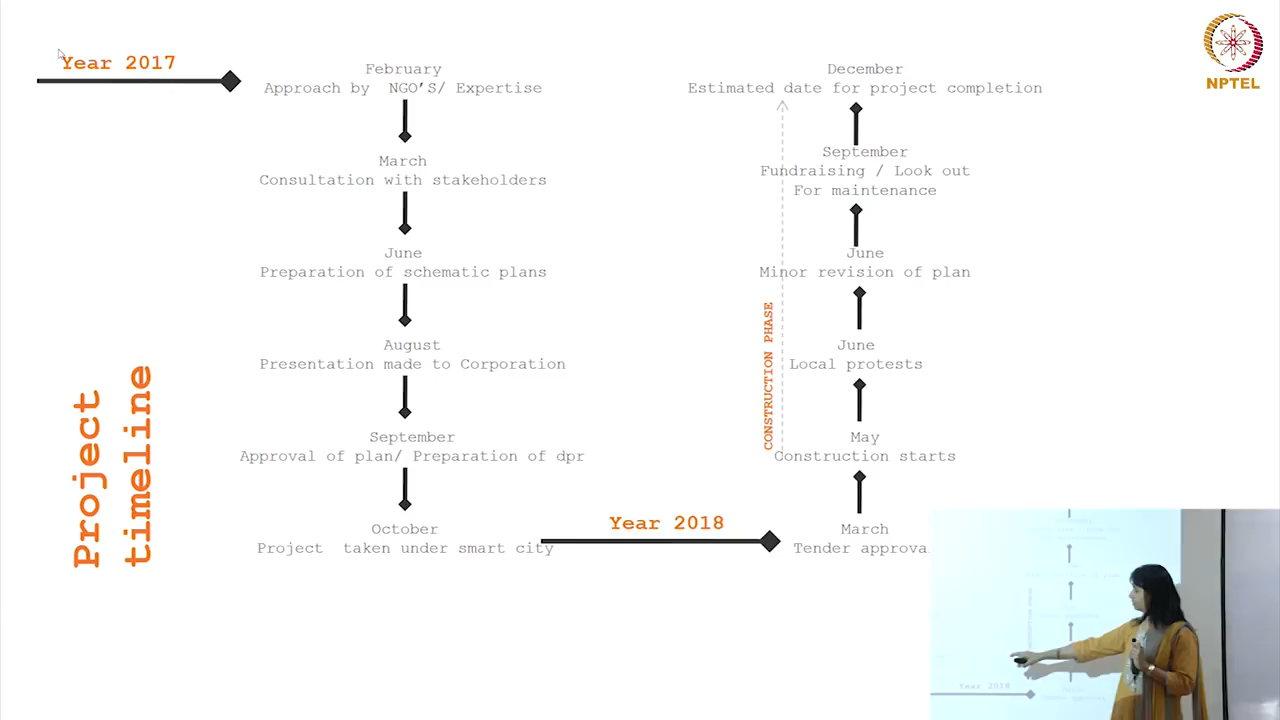 Year 2017
February
Approach by NGO'S/ Expertise
March
Consultation with stakeholders
June
Preparation of schematic plans
August
Presentation made to Corporation
September
Approval of plan/ Preparation of dpr
October
Project taken under smart city
Year 2018
March
Tender approva
May
Construction starts
June
Local protests
June
Minor revision of plan
September
Fundraising / Look out
For maintenance
December
Estimated date for project completion
CONSTRUCTION PHASE
Project
timeline
NPTEL
Year 2018